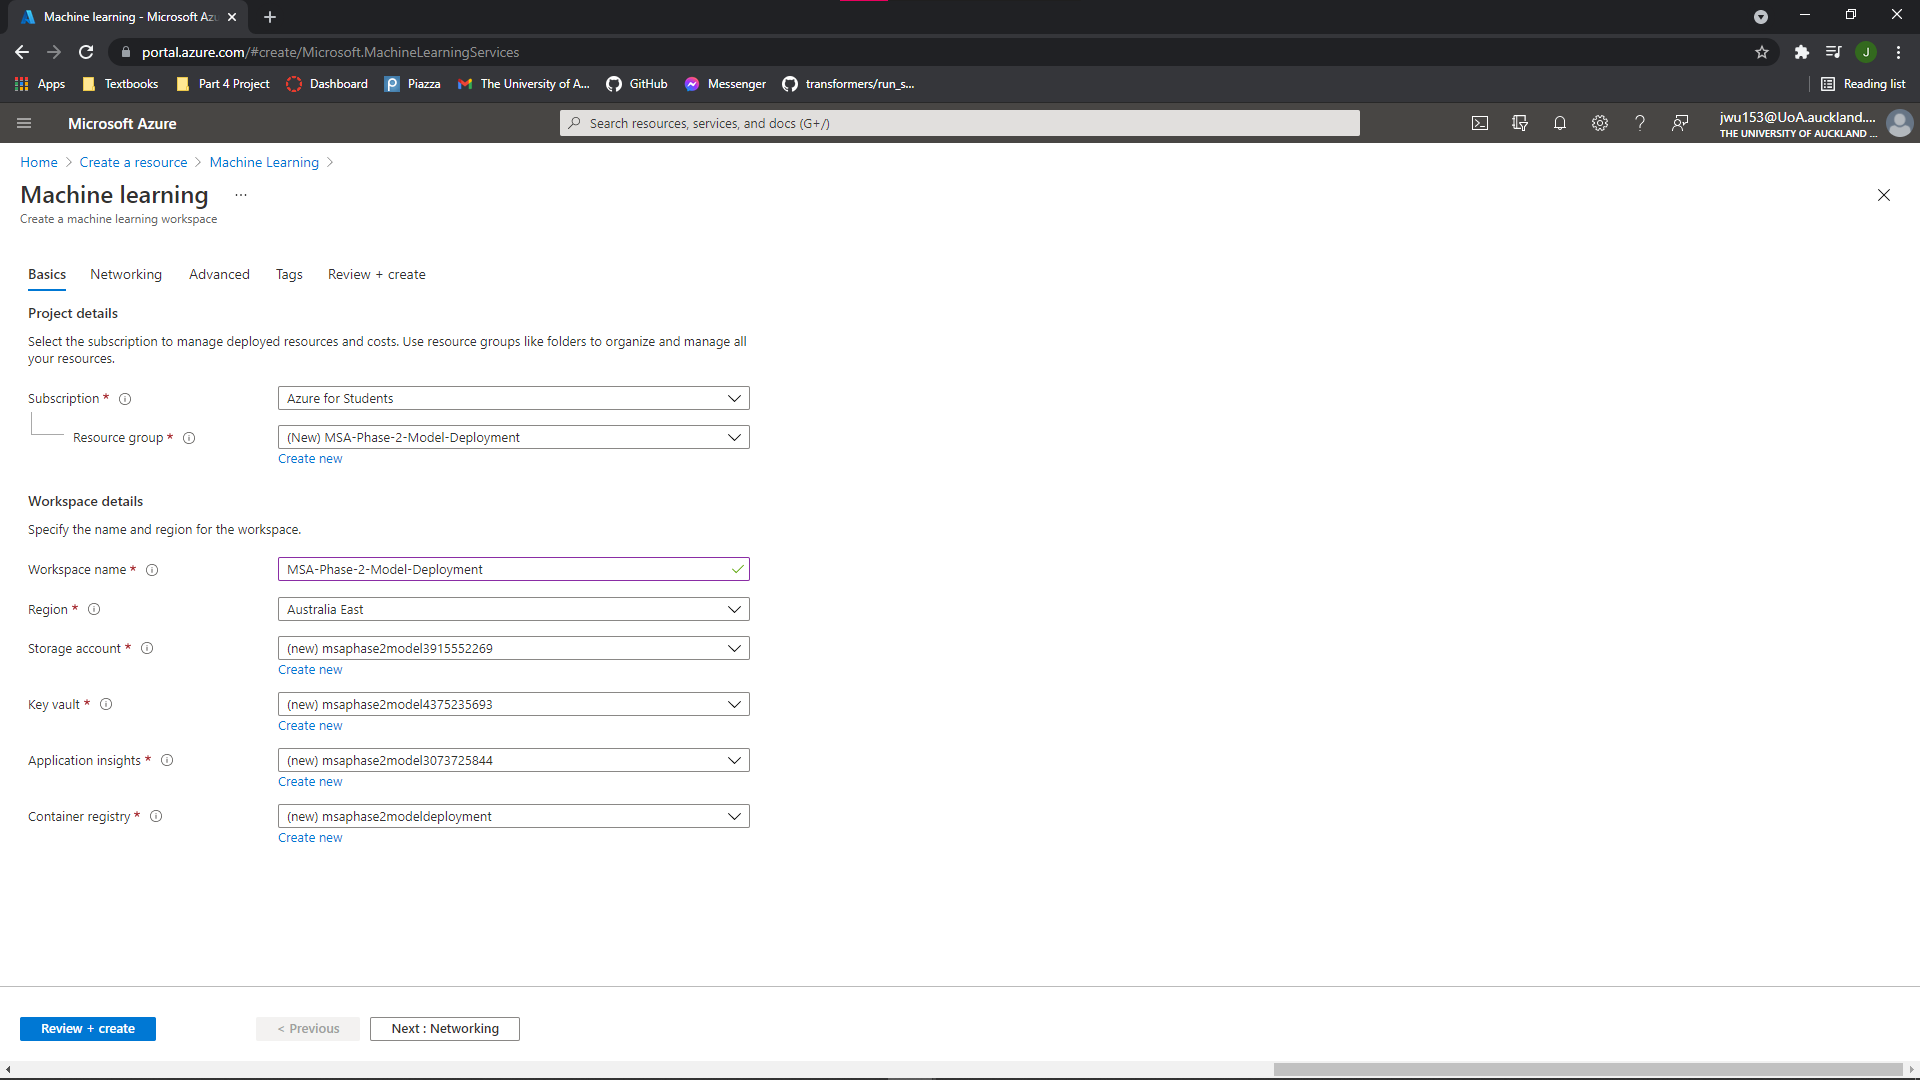 Machine learning - Microsoft Azu
portal.azure.com/#create/Microsoft.MachineLearningServices
J
Apps
Textbooks
Part 4 Project
Dashboard
Piazza
The University of A...
GitHub
Messenger
transformers/run_s...
Reading list
Microsoft Azure
Search resources, services, and docs (G+/)
jwu153@UoA.auckland....
THE UNIVERSITY OF AUCKLAND ...
Home > Create a resource > Machine Learning >
Machine learning ...
Create a machine learning workspace
Basics
Networking
Advanced
Tags
Review + create
Project details
Select the subscription to manage deployed resources and costs. Use resource groups like folders to organize and manage all
your resources.
Subscription *
Azure for Students
Resource group *
(New) MSA-Phase-2-Model-Deployment
Create new
Workspace details
Specify the name and region for the workspace.
Workspace name *
MSA-Phase-2-Model-Deployment
Region *
Australia East
Storage account *
(new) msaphase2model3915552269
Create new
Key vault *
(new) msaphase2model4375235693
Create new
Application insights *
(new) msaphase2model3073725844
Create new
Container registry *
(new) msaphase2modeldeployment
Create new
Review + create
< Previous
Next : Networking